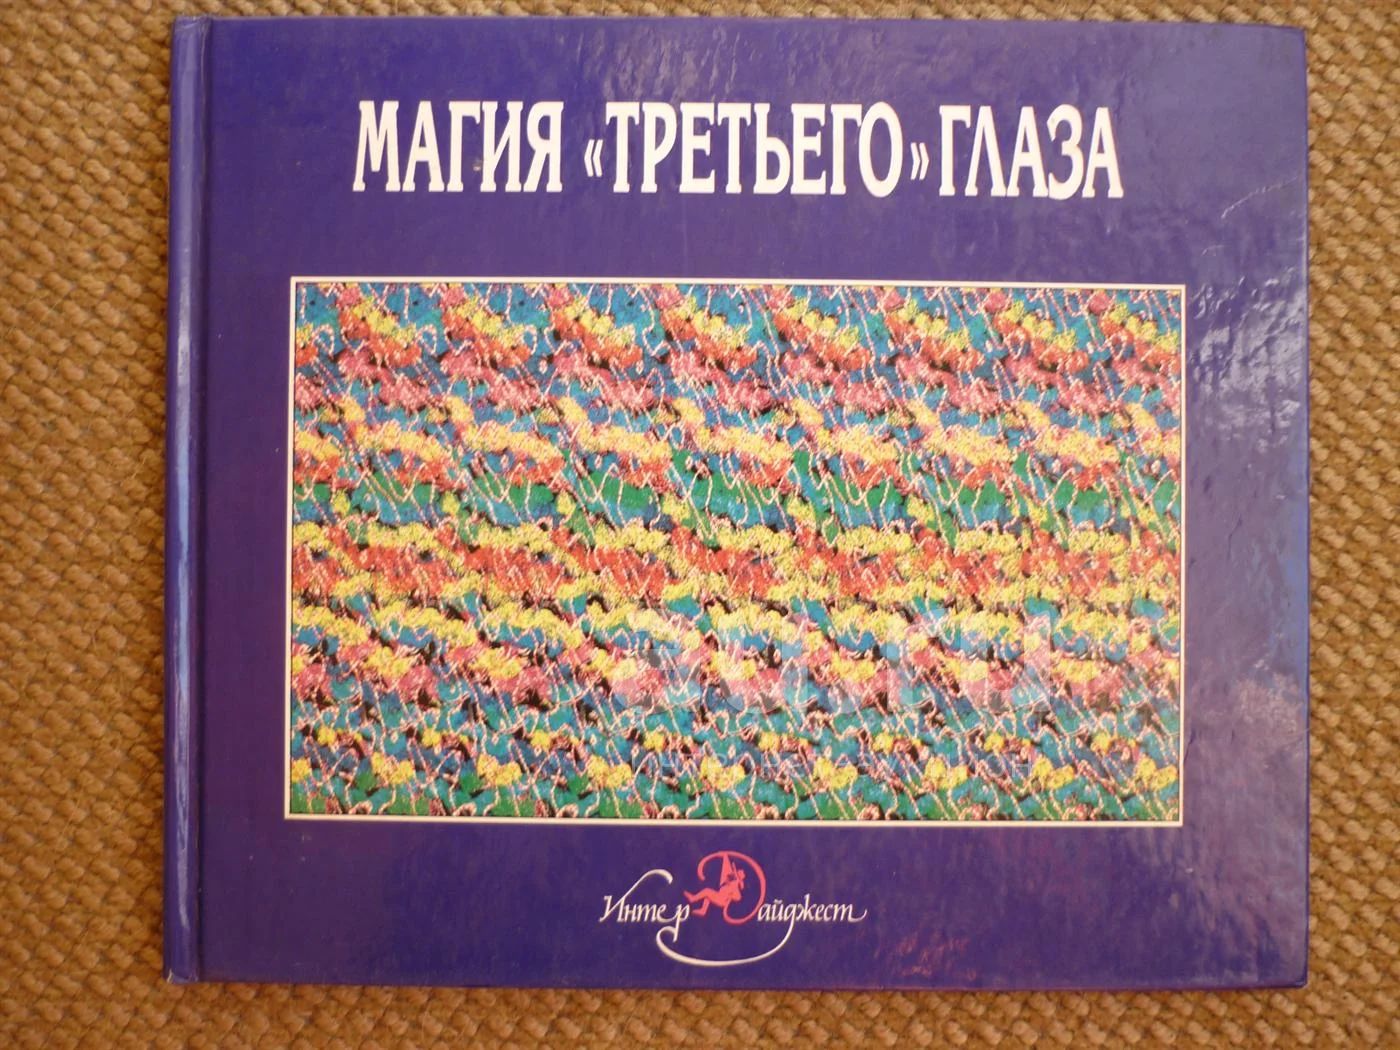 МАГИЯ «ТРЕТЬЕГО» ГЛАЗА
ИнтерДайджест